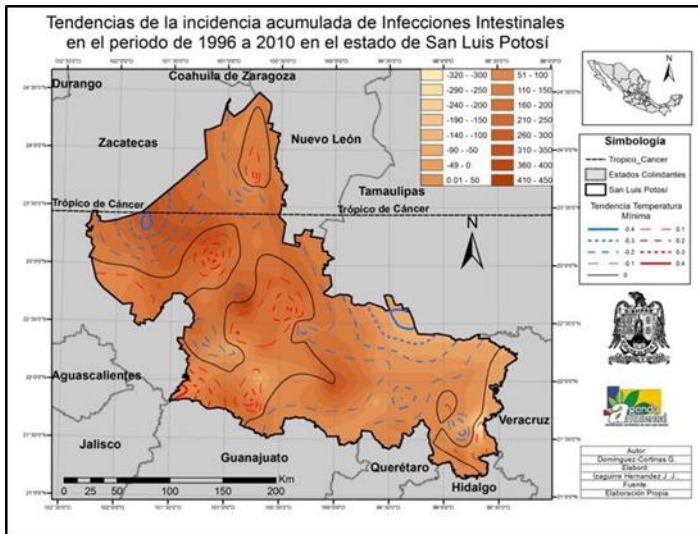 Tendencias de la incidencia acumulada de Infecciones Intestinales
en el periodo de 1996 a 2010 en el estado de San Luis Potosí
Durango
Coahuila de Zaragoza
Zacatecas
Nuevo León
Tamaulipas
Trópico de Cáncer
Trópico de Cáncer
N
Aguascalientes
Jalisco
Guanajuato
Querétaro
Hidalgo
Veracruz
0 25 50 100 150 200
Km
-320 - -300
-290 - -250
-240 - -200
-190 - -150
-140 - -100
-90 - -50
-49 - 0
0.01 - 50
51 - 100
110 - 150
160 - 200
210 - 250
260 - 300
310 - 350
360 - 400
410 - 450
N
Simbología
Tropico_Cancer
Estados Colindantes
San Luis Potosí
Tendencia Temperatura
Mínima
-0.4 0.1
-0.3 0.2
-0.2 0.3
-0.1 0.4
0
agenda
ambiental
Autor:
Domínguez-Cortinas G.
Elaboró:
Izaguirre Hernandez J. J.
Fuente
Elaboración Propia